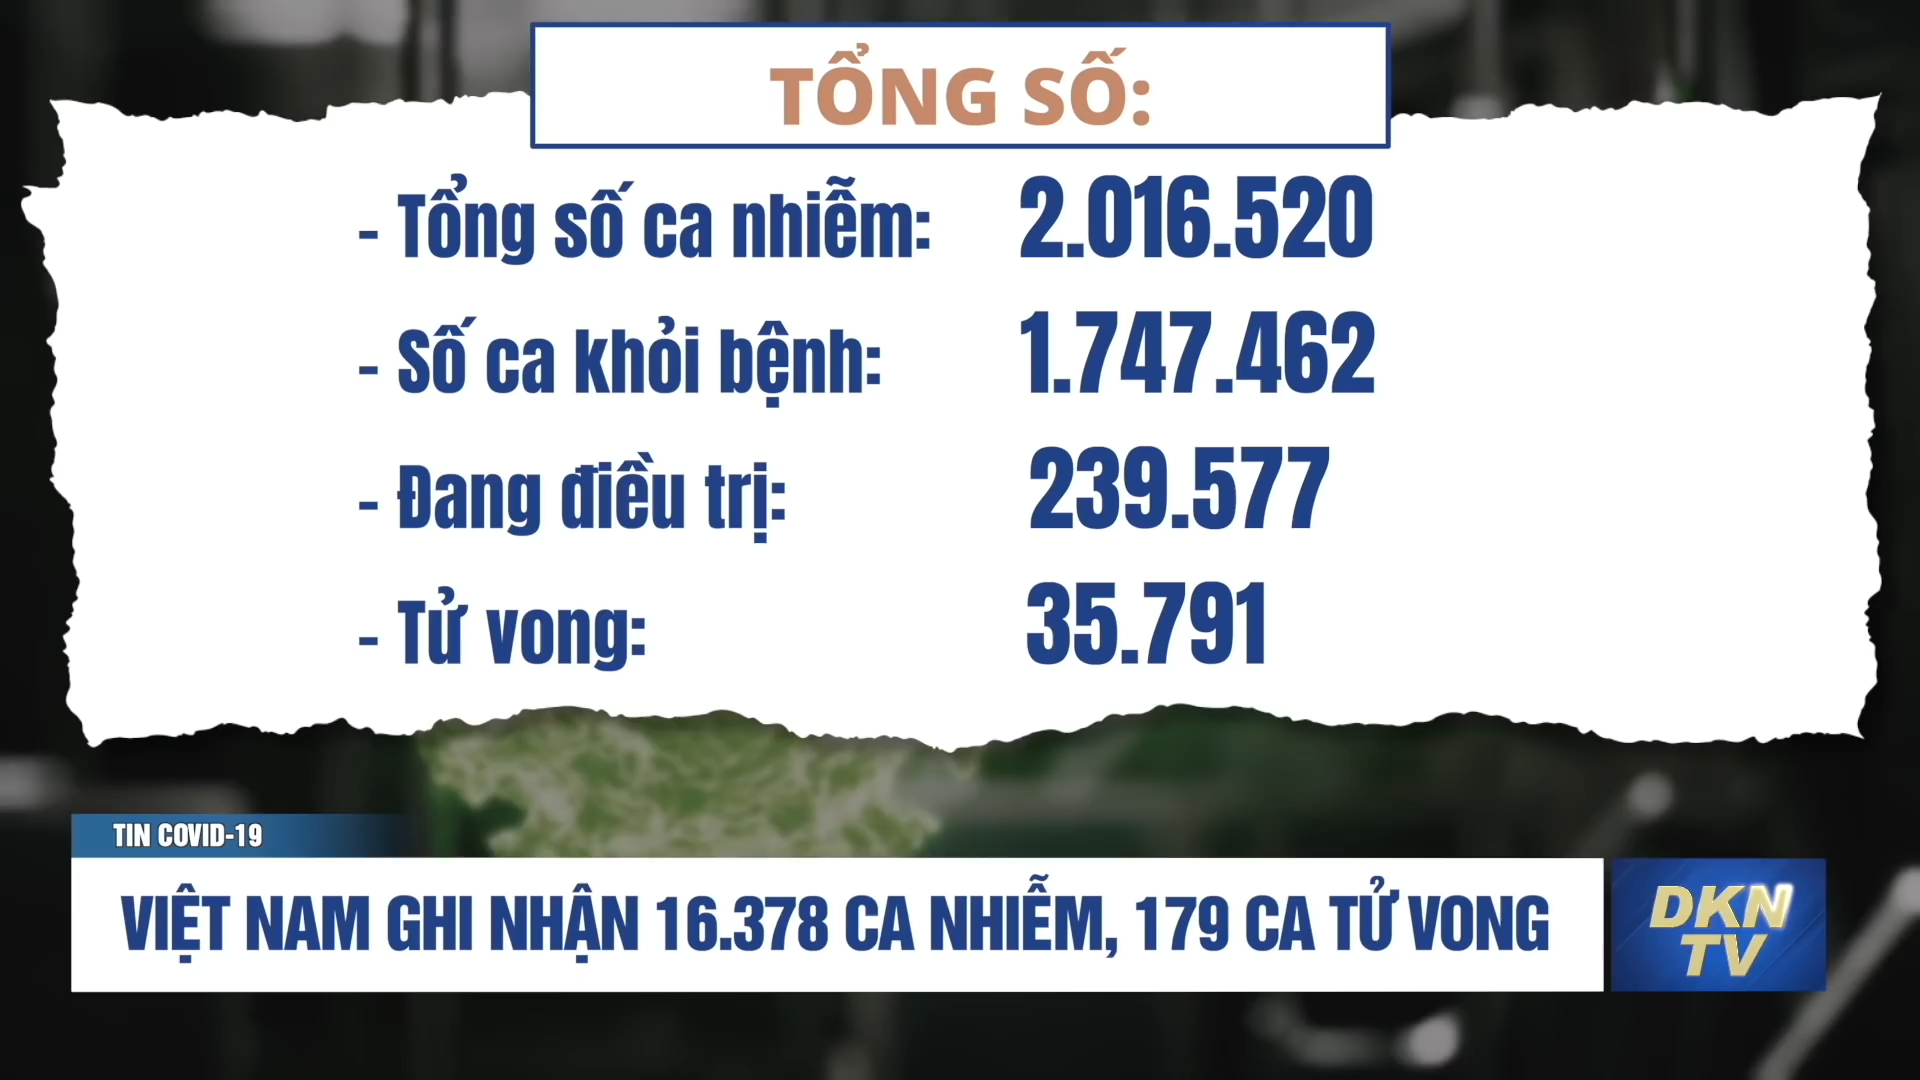 TỔNG SỐ:
- Tổng số ca nhiễm: 2.016.520
- Số ca khỏi bệnh: 1.747.462
- Đang điều trị: 239.577
- Tử vong: 35.791
TIN COVID-19
VIỆT NAM GHI NHẬN 16.378 CA NHIỄM, 179 CA TỬ VONG
DKN
TV